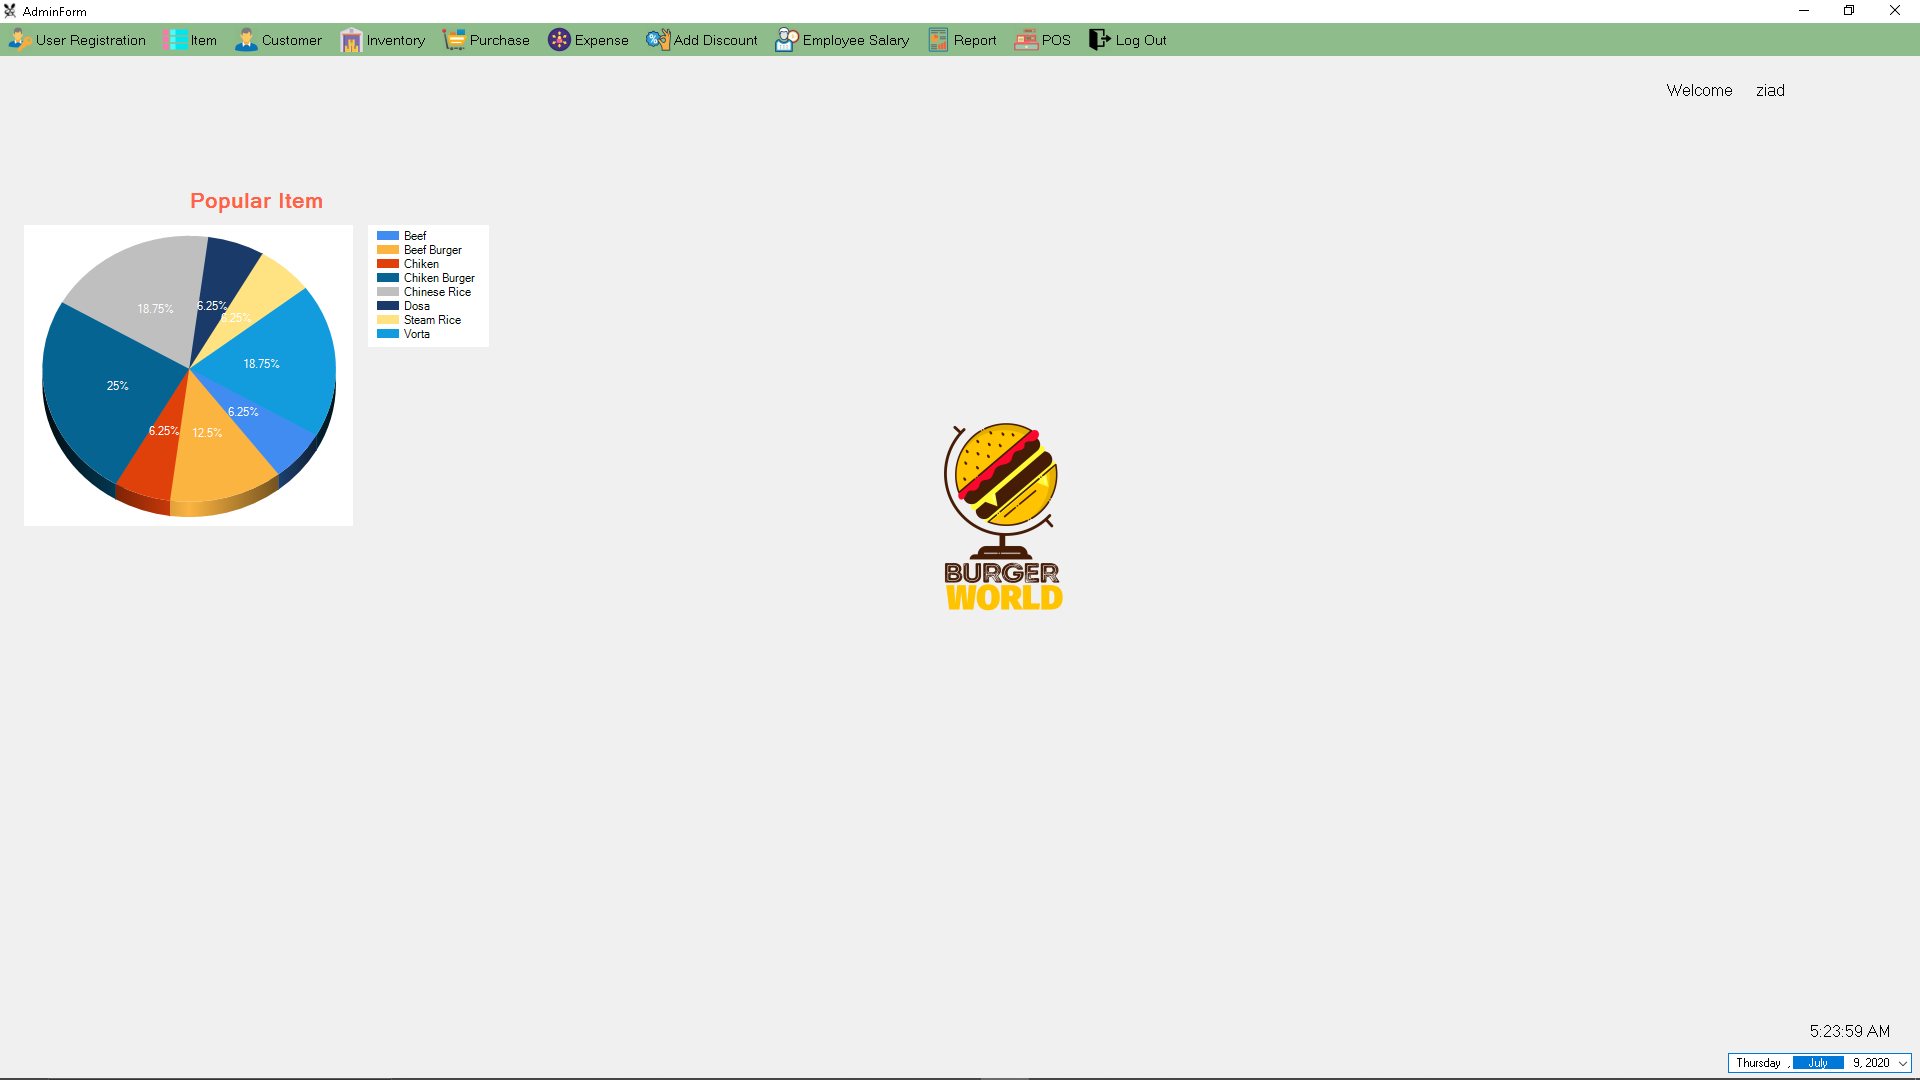 AdminForm
User Registration Item Customer Inventory Purchase Expense Add Discount Employee Salary Report POS Log Out
Welcome ziad
Popular Item
Beef
Beef Burger
Chiken
Chiken Burger
Chinese Rice
Dosa
Steam Rice
Vorta
18.75%
6.25%
6.25%
18.75%
25%
6.25%
6.25%
12.5%
BURGER
WORLD
5:23:59 AM
Thursday , July 9, 2020